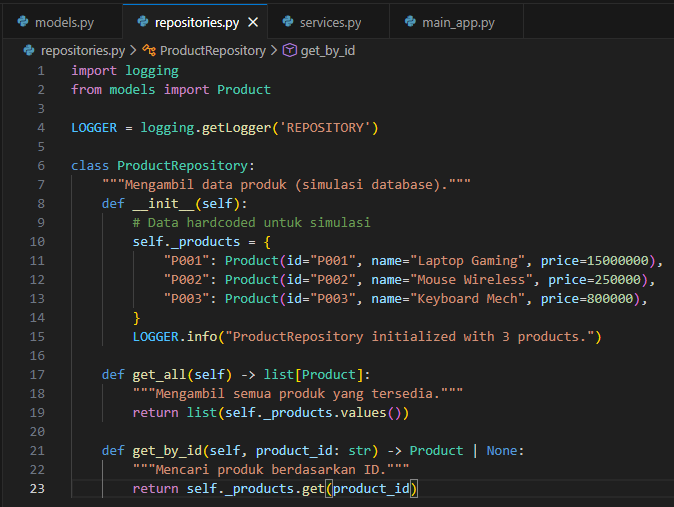 models.py repositories.py services.py main_app.py
repositories.py > ProductRepository > get_by_id
1 import logging
2 from models import Product
3
4 LOGGER = logging.getLogger('REPOSITORY')
5
6 class ProductRepository:
7     """Mengambil data produk (simulasi database)."""
8     def __init__(self):
9         # Data hardcoded untuk simulasi
10         self._products = {
11             "P001": Product(id="P001", name="Laptop Gaming", price=15000000),
12             "P002": Product(id="P002", name="Mouse Wireless", price=250000),
13             "P003": Product(id="P003", name="Keyboard Mech", price=800000),
14         }
15         LOGGER.info("ProductRepository initialized with 3 products.")
16
17     def get_all(self) -> list[Product]:
18         """Mengambil semua produk yang tersedia."""
19         return list(self._products.values())
20
21     def get_by_id(self, product_id: str) -> Product | None:
22         """Mencari produk berdasarkan ID."""
23         return self._products.get(product_id)